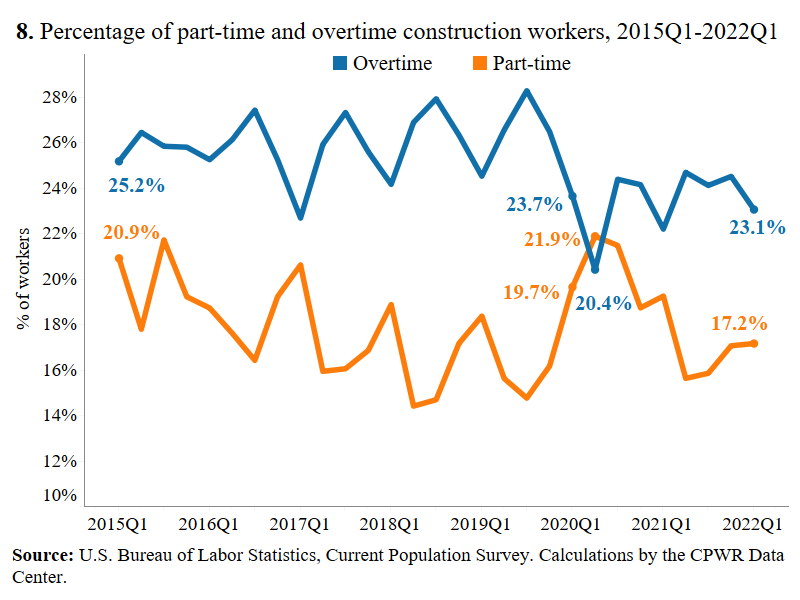 8. Percentage of part-time and overtime construction workers, 2015Q1-2022Q1
Overtime
Part-time
28%
26%
24%
22%
20%
18%
16%
14%
12%
10%
% of workers
25.2%
20.9%
23.7%
21.9%
19.7%
20.4%
23.1%
17.2%
2015Q1
2016Q1
2017Q1
2018Q1
2019Q1
2020Q1
2021Q1
2022Q1
Source: U.S. Bureau of Labor Statistics, Current Population Survey. Calculations by the CPWR Data
Center.